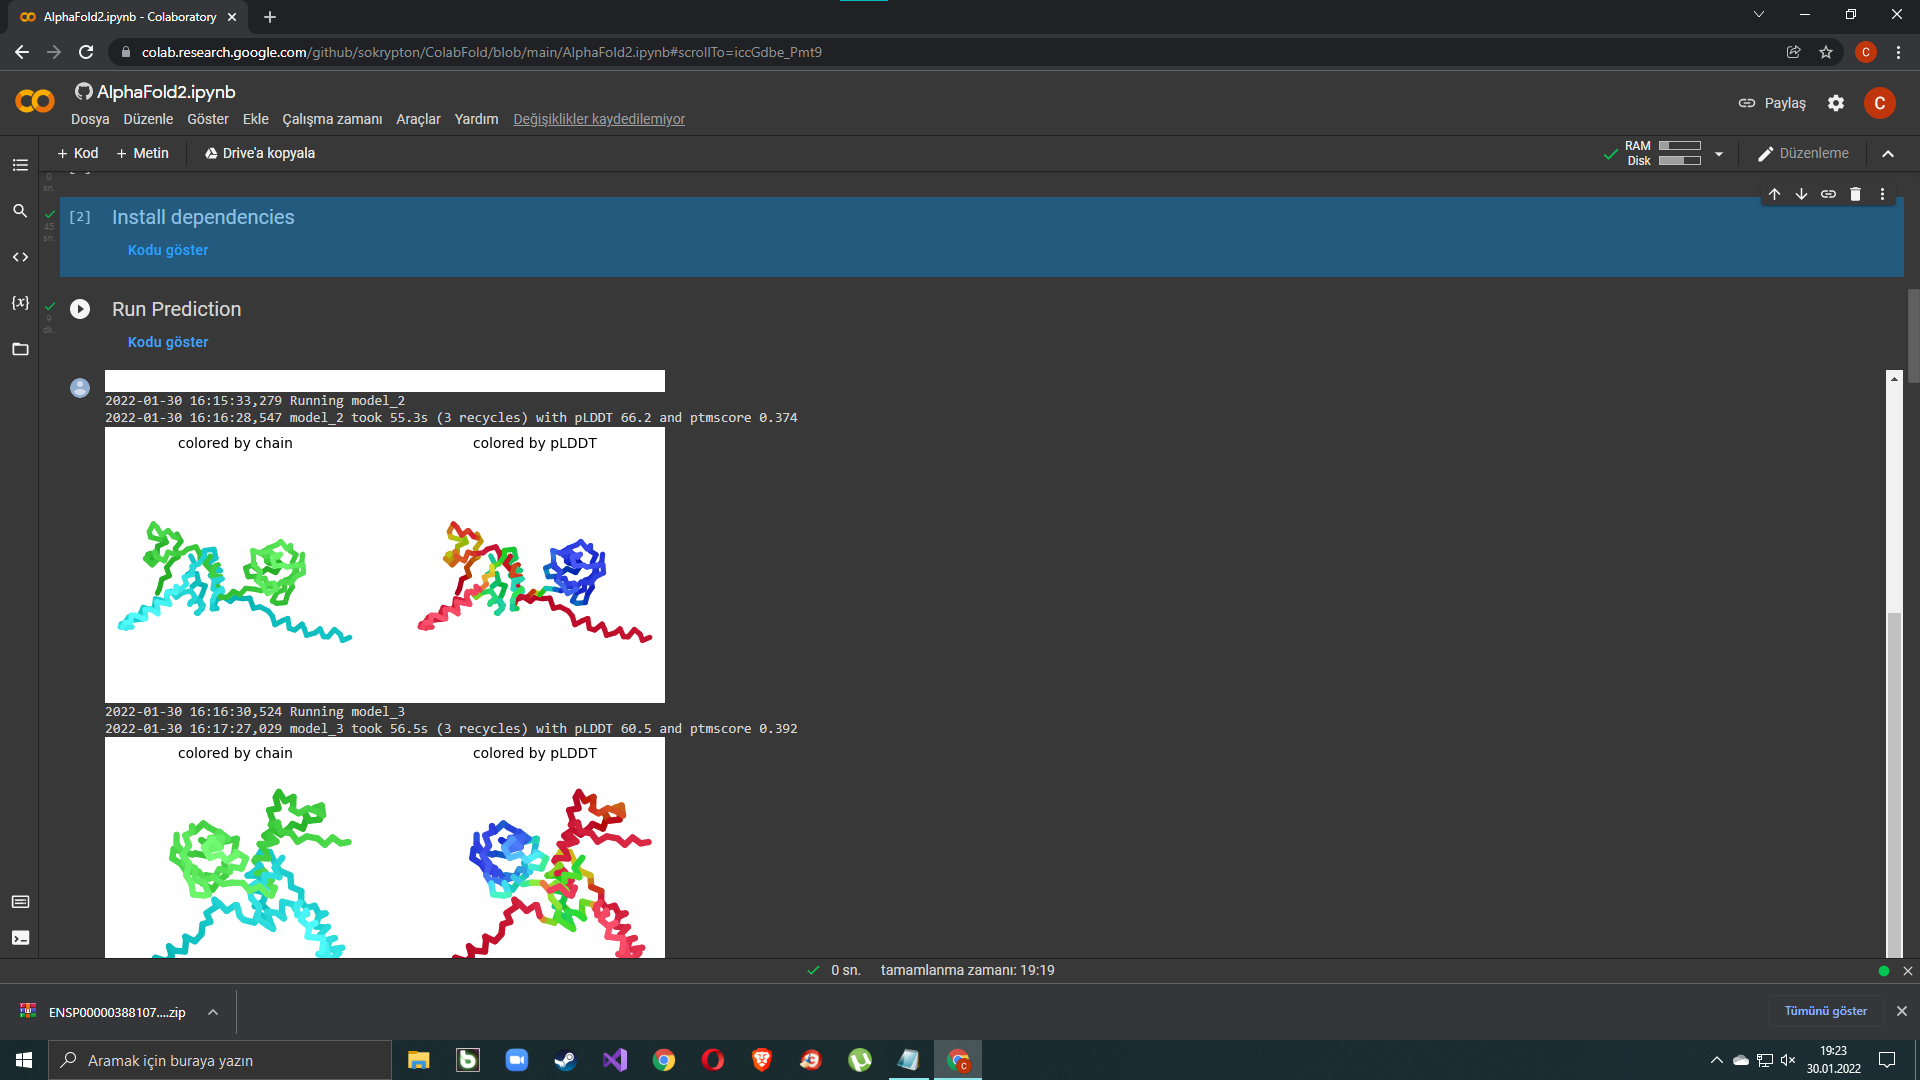 AlphaFold2.ipynb - Colaboratory
colab.research.google.com/github/sokrypton/ColabFold/blob/main/AlphaFold2.ipynb#scrollTo=iccGdbe_Pmt9
C
AlphaFold2.ipynb
Paylaş
C
Dosya Düzenle Göster Ekle Çalışma zamanı Araçlar Yardım Değişiklikler kaydedilemiyor
+ Kod + Metin Drive'a kopyala
RAM
Disk
Düzenleme
0
sn.
[2] Install dependencies
45
sn.
Kodu göster
Run Prediction
9
dk.
Kodu göster
2022-01-30 16:15:33,279 Running model_2
2022-01-30 16:16:28,547 model_2 took 55.3s (3 recycles) with pLDDT 66.2 and ptmscore 0.374
colored by chain colored by pLDDT
2022-01-30 16:16:30,524 Running model_3
2022-01-30 16:17:27,029 model_3 took 56.5s (3 recycles) with pLDDT 60.5 and ptmscore 0.392
colored by chain colored by pLDDT
0 sn. tamamlanma zamanı: 19:19
ENSP00000388107....zip
Tümünü göster
Aramak için buraya yazın
19:23
30.01.2022